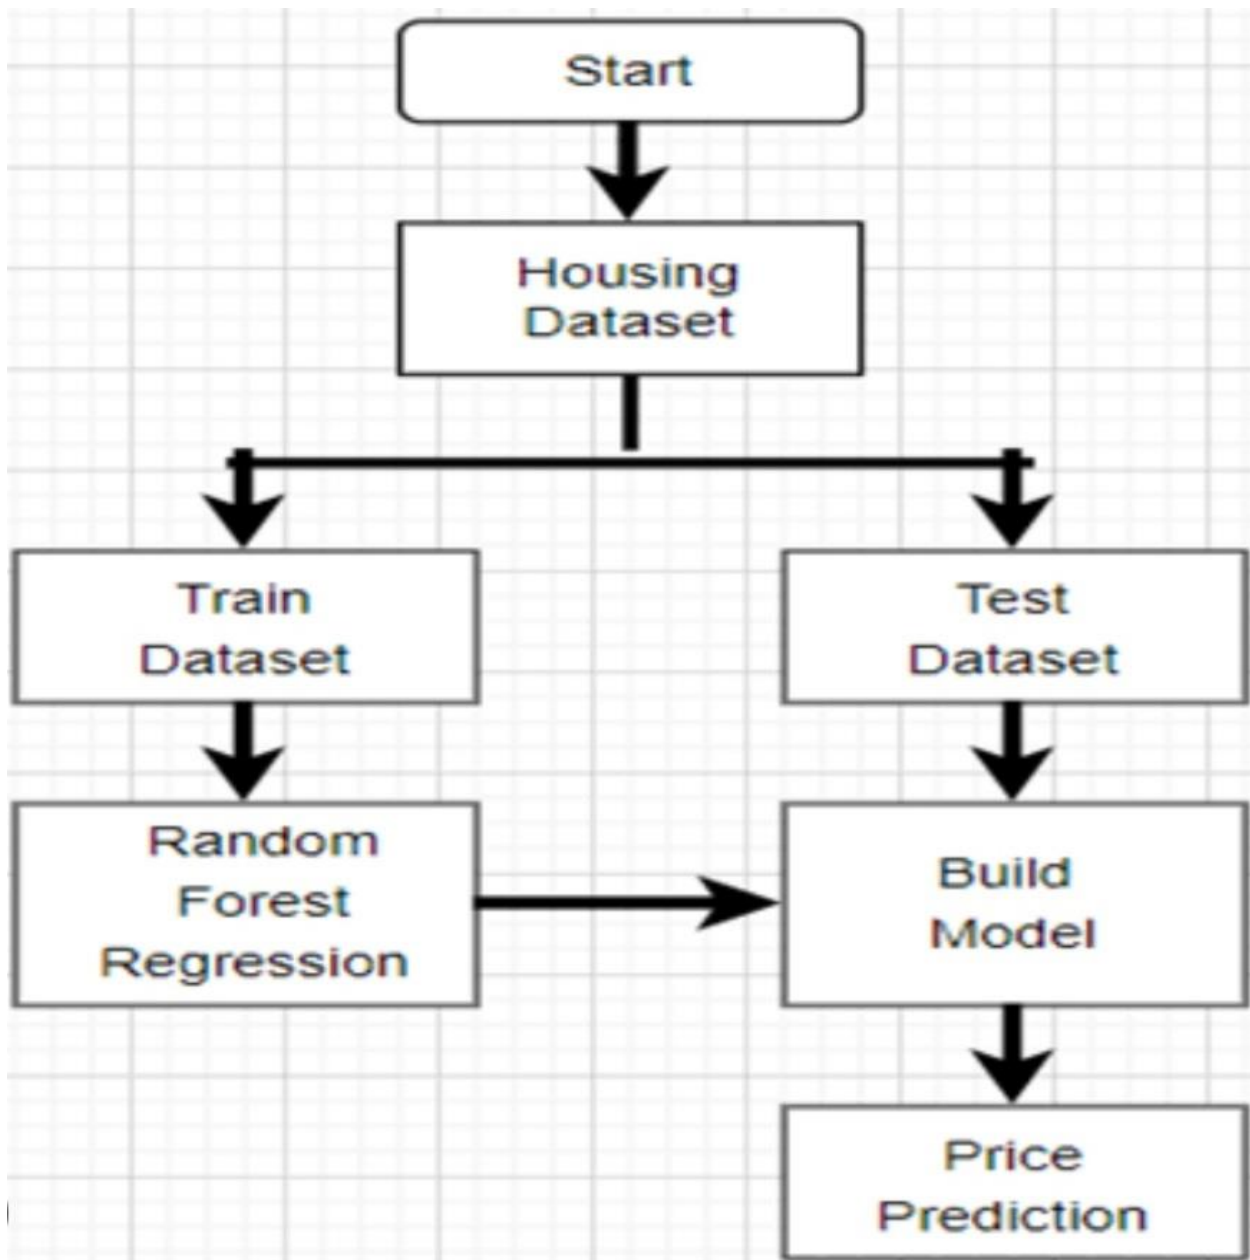 Start
Housing
Dataset
Train
Dataset
Test
Dataset
Random
Forest
Regression
Build
Model
Price
Prediction